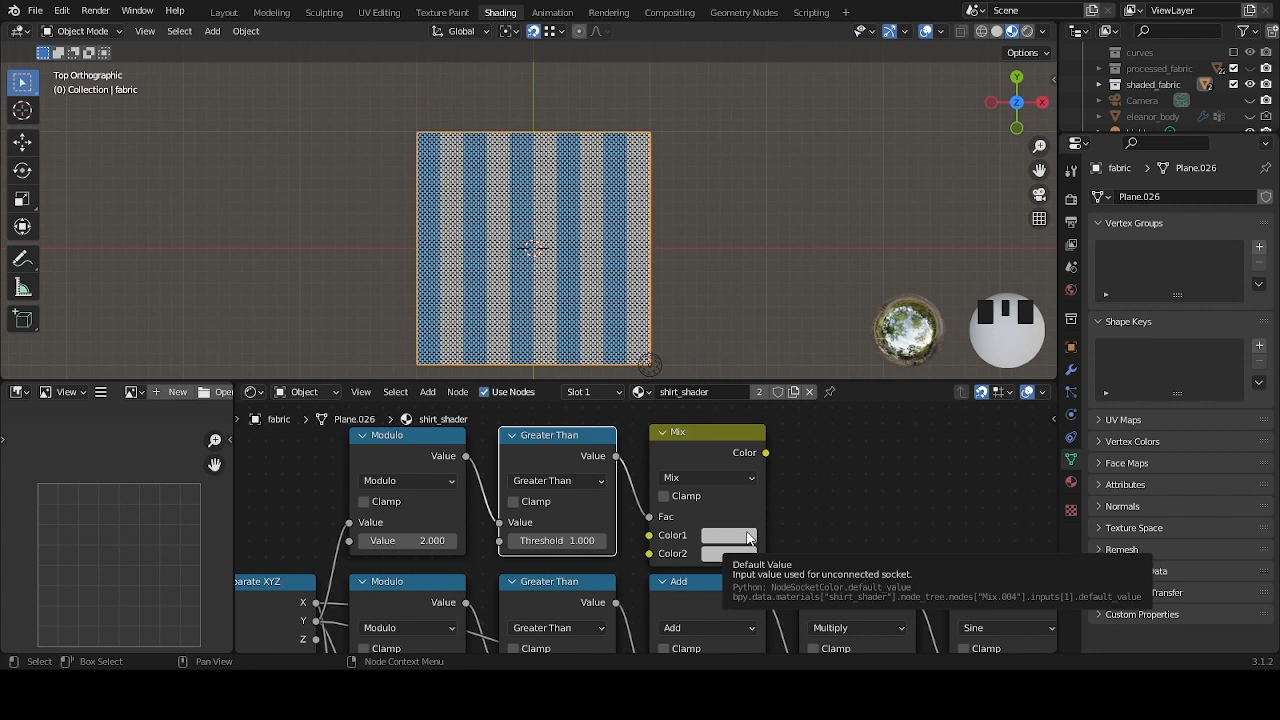 File Edit Render Window Help Layout Modeling Sculpting UV Editing Texture Paint Shading Animation Rendering Compositing Geometry Nodes Scripting + Scene ViewLayer
Object Mode View Select Add Object Global
Options
Top Orthographic
(0) Collection | fabric
Y
X
Z
curves
processed_fabric
shaded_fabric
Camera
eleanor_body
fabric Plane.026
Plane.026
Vertex Groups
Shape Keys
UV Maps
Vertex Colors
Face Maps
Attributes
Normals
Texture Space
Remesh
Custom Properties
View New Open
Object View Select Add Node Use Nodes Slot 1 shirt_shader 2
fabric Plane.026 shirt_shader
Modulo
Value
Modulo
Clamp
Value
Value 2.000
Greater Than
Value
Greater Than
Clamp
Value
Threshold 1.000
Mix
Color
Mix
Clamp
Fac
Color1
Color2
Default Value
Input value used for unconnected socket.
Python: NodeSocketColor.default_value
bpy.data.materials["shirt_shader"].node_tree.nodes["Mix.004"].inputs[1].default_value
arate XYZ
X
Y
Z
Modulo
Value
Modulo
Clamp
Greater Than
Value
Greater Than
Clamp
Add
Add
Clamp
Multiply
Clamp
Sine
Clamp
Select Box Select Pan View Node Context Menu 3.1.2